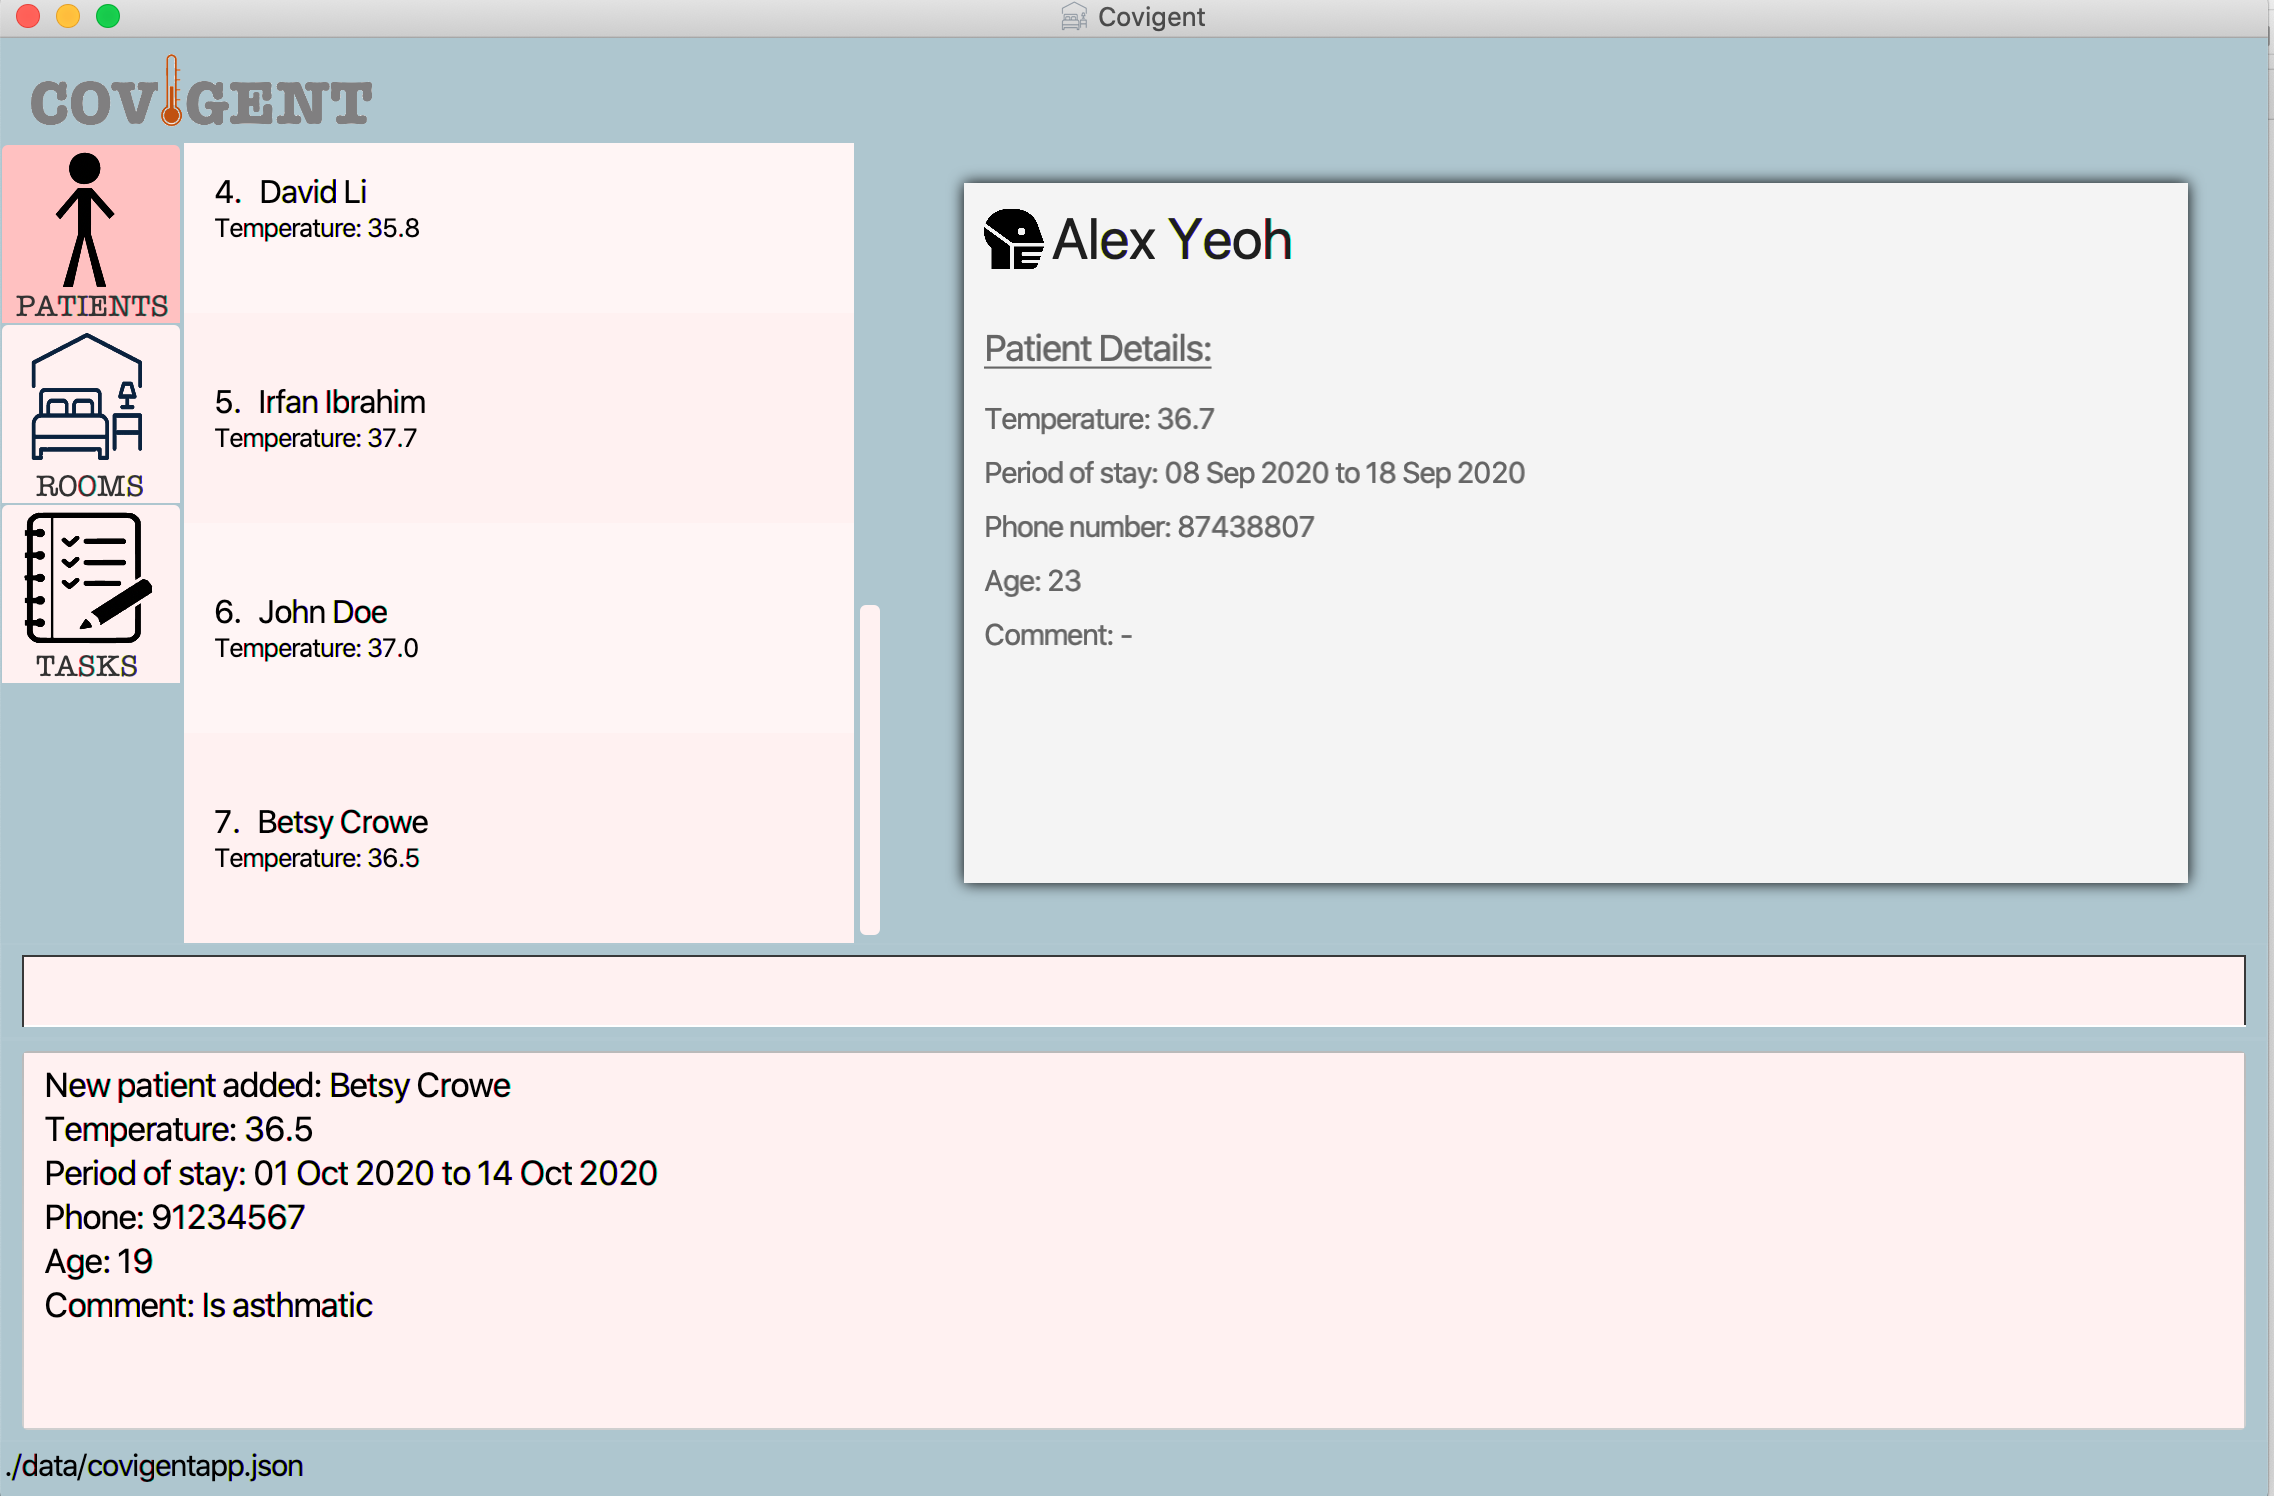 Covigent
COVIGENT
PATIENTS
ROOMS
TASKS
4. David Li
Temperature: 35.8
5. Irfan Ibrahim
Temperature: 37.7
6. John Doe
Temperature: 37.0
7. Betsy Crowe
Temperature: 36.5
Alex Yeoh
Patient Details:
Temperature: 36.7
Period of stay: 08 Sep 2020 to 18 Sep 2020
Phone number: 87438807
Age: 23
Comment: -
New patient added: Betsy Crowe
Temperature: 36.5
Period of stay: 01 Oct 2020 to 14 Oct 2020
Phone: 91234567
Age: 19
Comment: Is asthmatic
./data/covigentapp.json